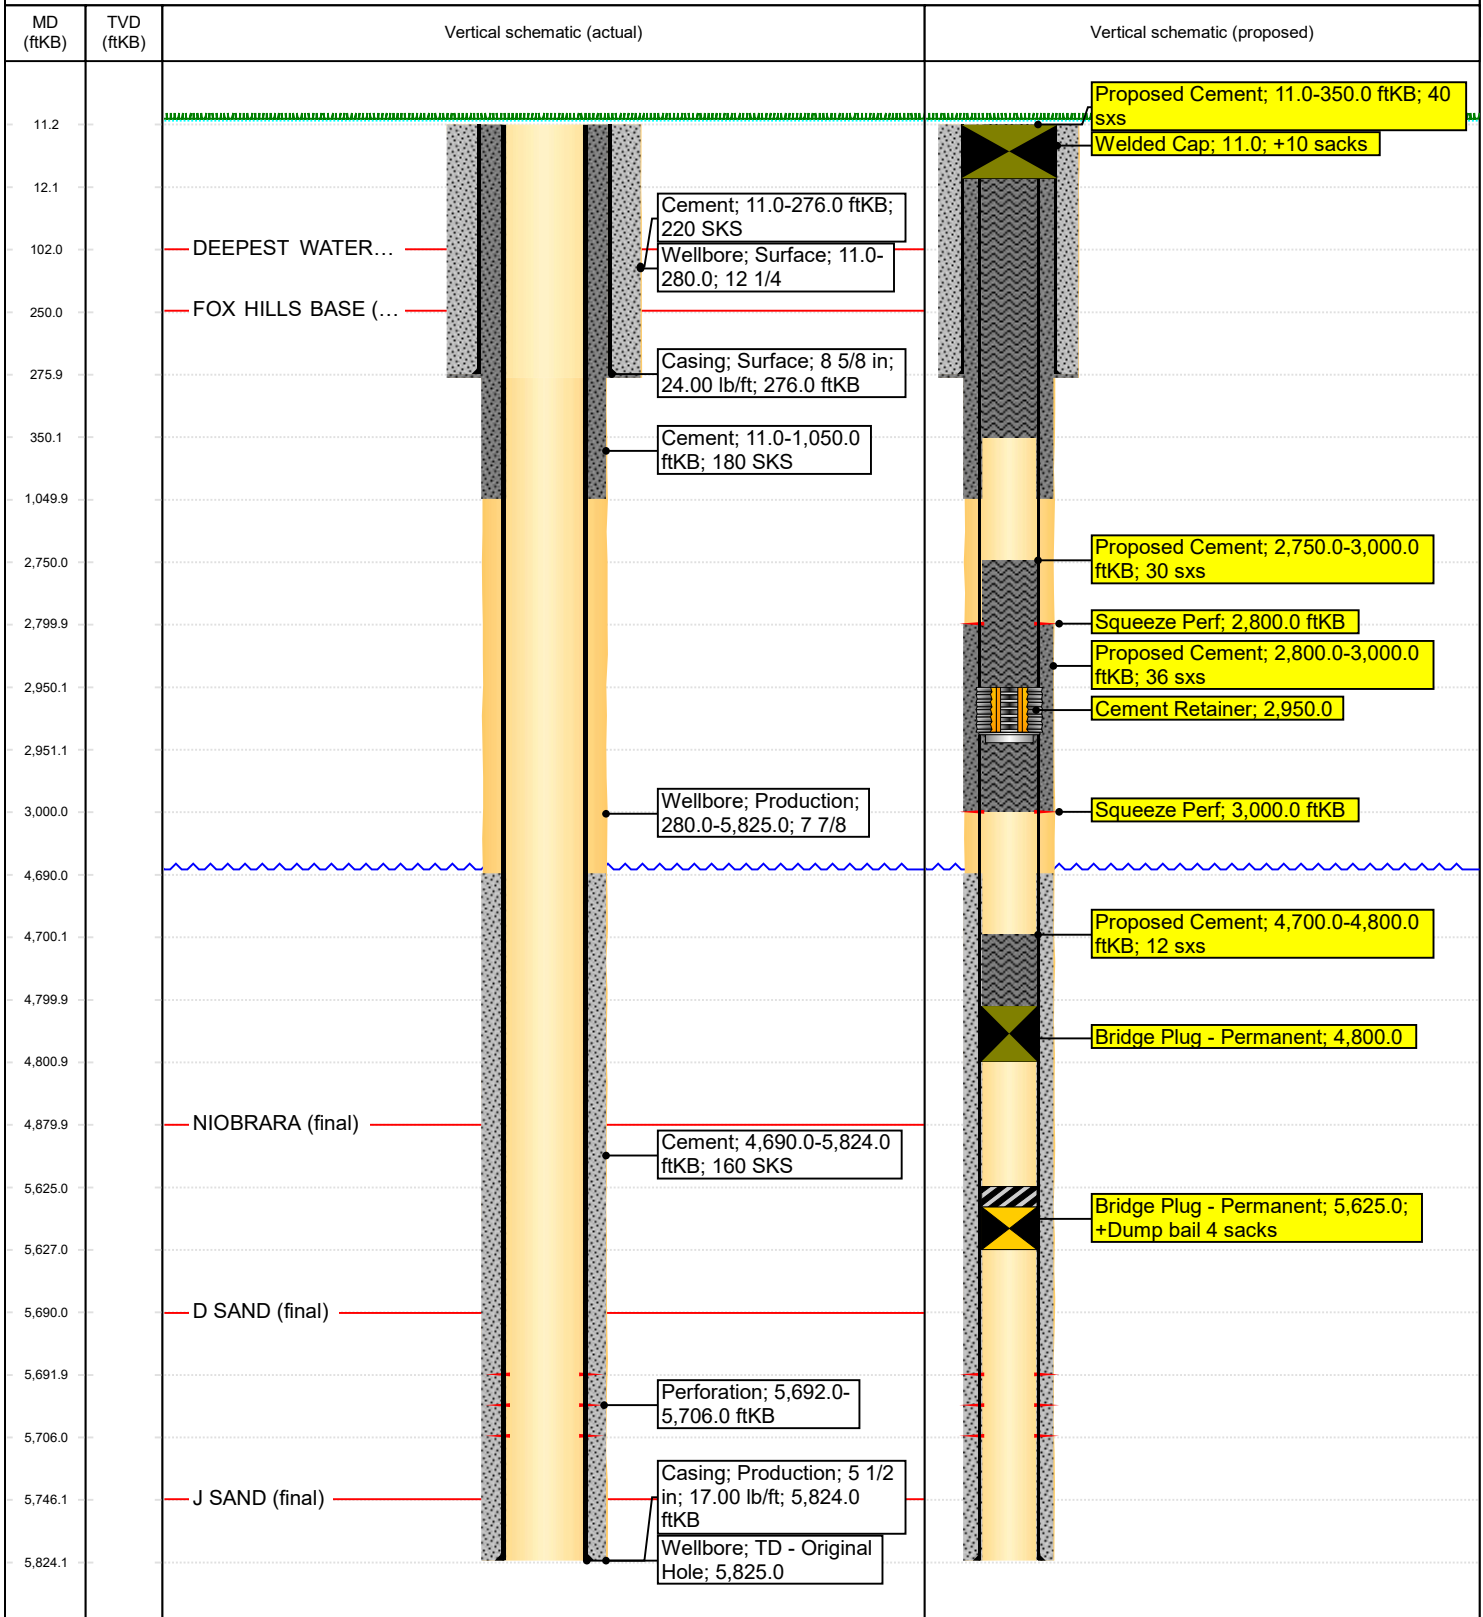 MD
(ftKB)
TVD
(ftKB)
Vertical schematic (actual)
Vertical schematic (proposed)
11.2
12.1
102.0
250.0
275.9
350.1
1,049.9
2,750.0
2,799.9
2,950.1
2,951.1
3,000.0
4,690.0
4,700.1
4,799.9
4,800.9
4,879.9
5,625.0
5,627.0
5,690.0
5,691.9
5,706.0
5,746.1
5,824.1
DEEPEST WATER...
FOX HILLS BASE (...
NIOBRARA (final)
D SAND (final)
J SAND (final)
Cement; 11.0-276.0 ftKB;
220 SKS
Wellbore; Surface; 11.0-
280.0; 12 1/4
Casing; Surface; 8 5/8 in;
24.00 lb/ft; 276.0 ftKB
Cement; 11.0-1,050.0
ftKB; 180 SKS
Wellbore; Production;
280.0-5,825.0; 7 7/8
Cement; 4,690.0-5,824.0
ftKB; 160 SKS
Perforation; 5,692.0-
5,706.0 ftKB
Casing; Production; 5 1/2
in; 17.00 lb/ft; 5,824.0
ftKB
Wellbore; TD - Original
Hole; 5,825.0
Proposed Cement; 11.0-350.0 ftKB; 40
sxs
Welded Cap; 11.0; +10 sacks
Proposed Cement; 2,750.0-3,000.0
ftKB; 30 sxs
Squeeze Perf; 2,800.0 ftKB
Proposed Cement; 2,800.0-3,000.0
ftKB; 36 sxs
Cement Retainer; 2,950.0
Squeeze Perf; 3,000.0 ftKB
Proposed Cement; 4,700.0-4,800.0
ftKB; 12 sxs
Bridge Plug - Permanent; 4,800.0
Bridge Plug - Permanent; 5,625.0;
+Dump bail 4 sacks